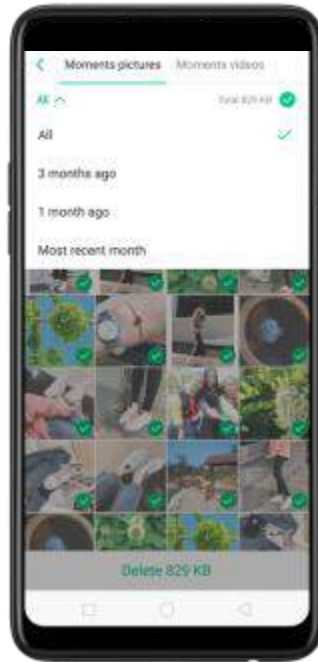 Moments pictures Moments videos
All Total 829 KB
All
3 months ago
1 month ago
Most recent month
Delete 829 KB